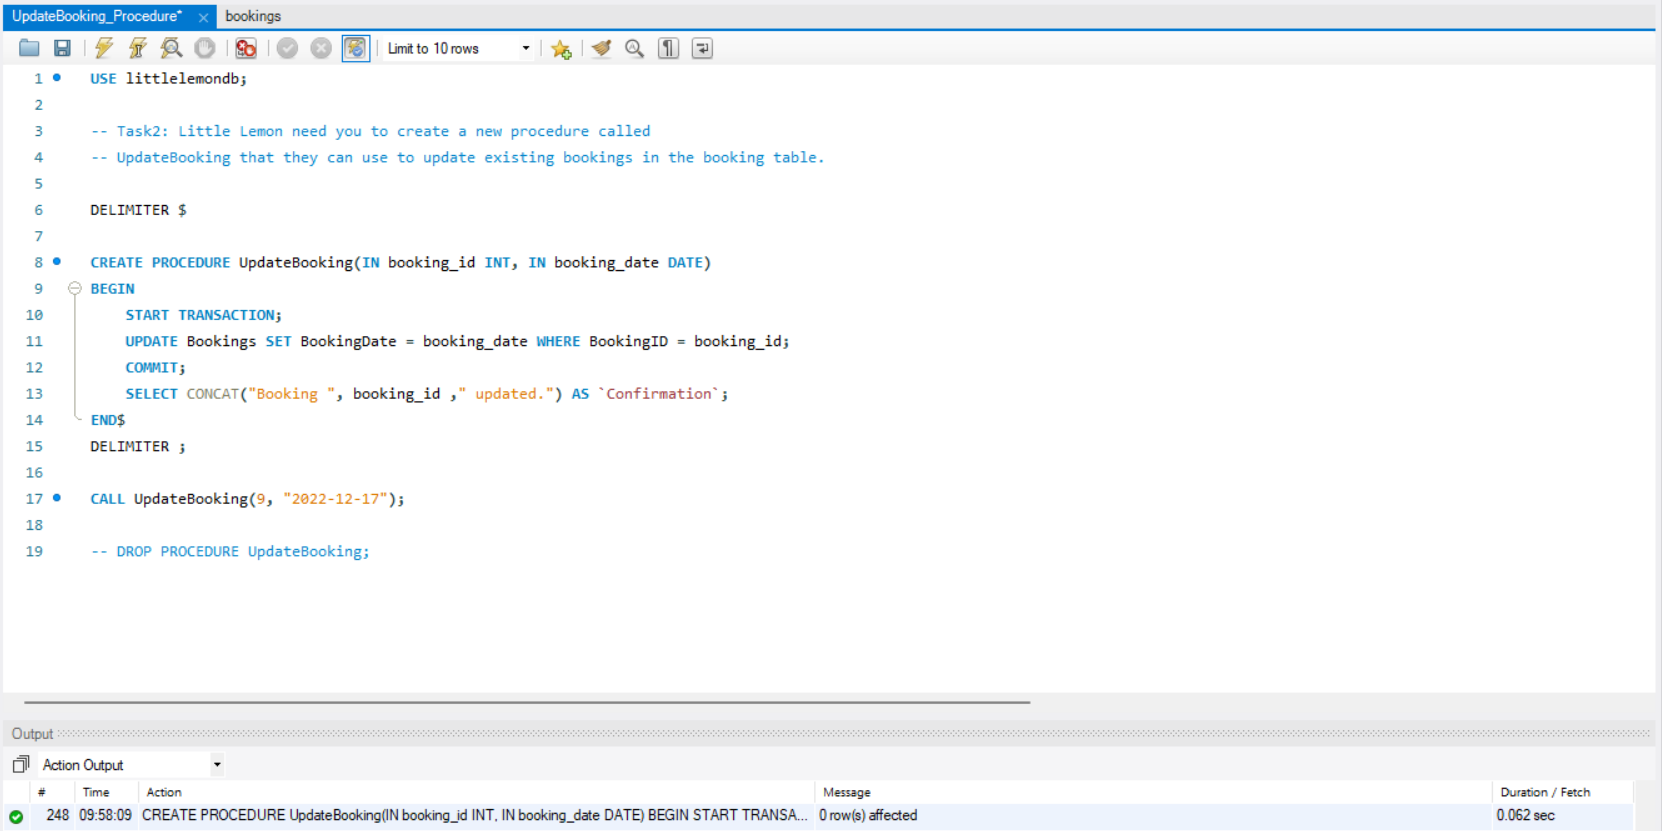 UpdateBooking_Procedure* × bookings
Limit to 10 rows
1 USE littlelemondb;
2
3 -- Task2: Little Lemon need you to create a new procedure called
4 -- UpdateBooking that they can use to update existing bookings in the booking table.
5
6 DELIMITER $
7
8 CREATE PROCEDURE UpdateBooking(IN booking_id INT, IN booking_date DATE)
9 BEGIN
10 START TRANSACTION;
11 UPDATE Bookings SET BookingDate = booking_date WHERE BookingID = booking_id;
12 COMMIT;
13 SELECT CONCAT("Booking ", booking_id ," updated.") AS `Confirmation`;
14 END$
15 DELIMITER ;
16
17 CALL UpdateBooking(9, "2022-12-17");
18
19 -- DROP PROCEDURE UpdateBooking;
Output
Action Output
# Time Action Message Duration / Fetch
248 09:58:09 CREATE PROCEDURE UpdateBooking(IN booking_id INT, IN booking_date DATE) BEGIN START TRANSA... 0 row(s) affected 0.062 sec